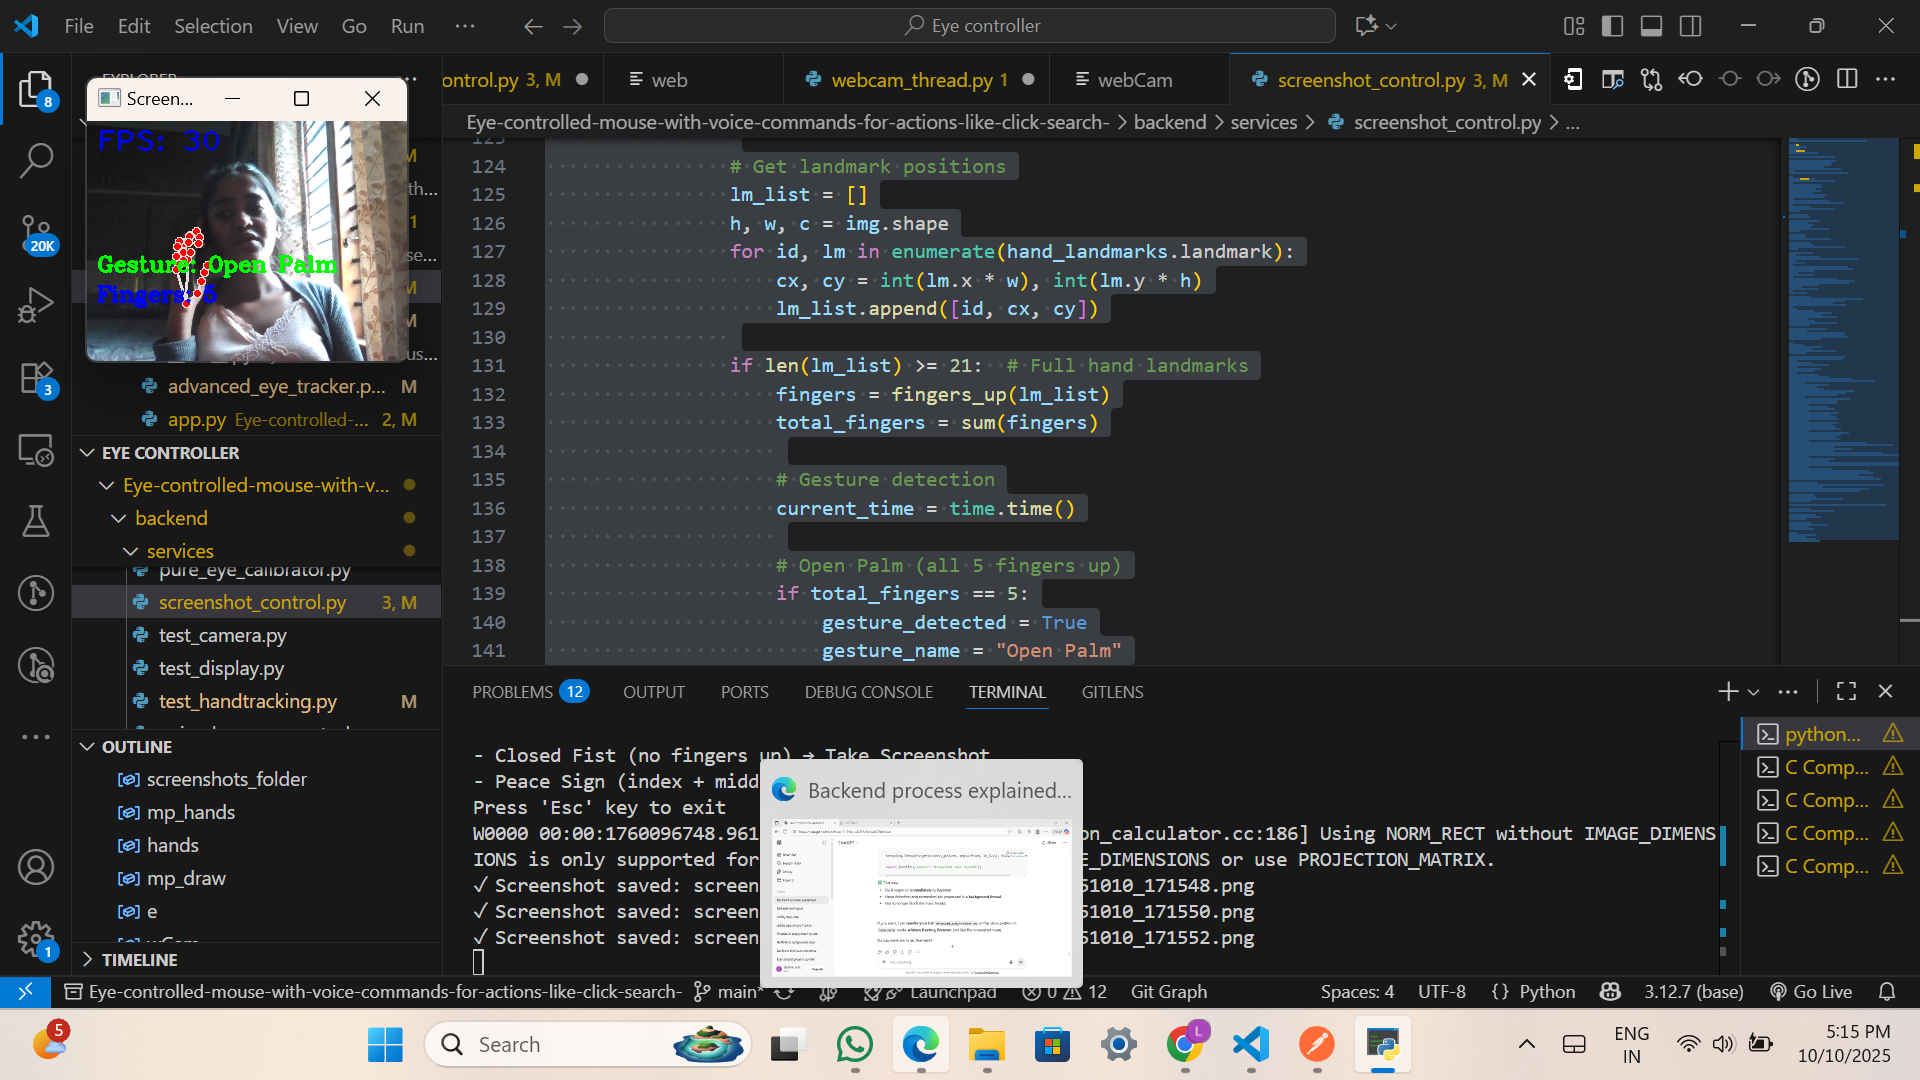 File Edit Selection View Go Run ··· Eye controller
EXPLORER
ontrol.py 3, M
web
webcam_thread.py 1
webCam
screenshot_control.py 3, M
Eye-controlled-mouse-with-voice-commands-for-actions-like-click-search- > backend > services > screenshot_control.py > ...
Screen...
FPS: 30
Gesture: Open Palm
Fingers: 5
8
20K
3
1
M
th...
1
se...
M
M
us...
advanced_eye_tracker.p... M
app.py Eye-controlled-... 2, M
EYE CONTROLLER
Eye-controlled-mouse-with-v...
backend
services
pure_eye_calibrator.py
screenshot_control.py 3, M
test_camera.py
test_display.py
test_handtracking.py M
OUTLINE
screenshots_folder
mp_hands
hands
mp_draw
e
wCam
TIMELINE
123
124 # Get landmark positions
125 lm_list = []
126 h, w, c = img.shape
127 for id, lm in enumerate(hand_landmarks.landmark):
128 cx, cy = int(lm.x * w), int(lm.y * h)
129 lm_list.append([id, cx, cy])
130
131 if len(lm_list) >= 21: # Full hand landmarks
132 fingers = fingers_up(lm_list)
133 total_fingers = sum(fingers)
134
135 # Gesture detection
136 current_time = time.time()
137
138 # Open Palm (all 5 fingers up)
139 if total_fingers == 5:
140 gesture_detected = True
141 gesture_name = "Open Palm"
PROBLEMS 12 OUTPUT PORTS DEBUG CONSOLE TERMINAL GITLENS
- Closed Fist (no fingers up) → Take Screenshot
- Peace Sign (index + midd
Press 'Esc' key to exit
W0000 00:00:1760096748.961 on_calculator.cc:186] Using NORM_RECT without IMAGE_DIMENS
IONS is only supported for E_DIMENSIONS or use PROJECTION_MATRIX.
✓ Screenshot saved: screen 51010_171548.png
✓ Screenshot saved: screen 51010_171550.png
✓ Screenshot saved: screen 51010_171552.png
python...
C Comp...
C Comp...
C Comp...
C Comp...
Backend process explained...
ChatGPT
Eye-controlled-mouse-with-voice-commands-for-actions-like-click-search- main* Launchpad 0 12 Git Graph Spaces: 4 UTF-8 {} Python 3.12.7 (base) Go Live
5
Search
L
ENG
IN
5:15 PM
10/10/2025